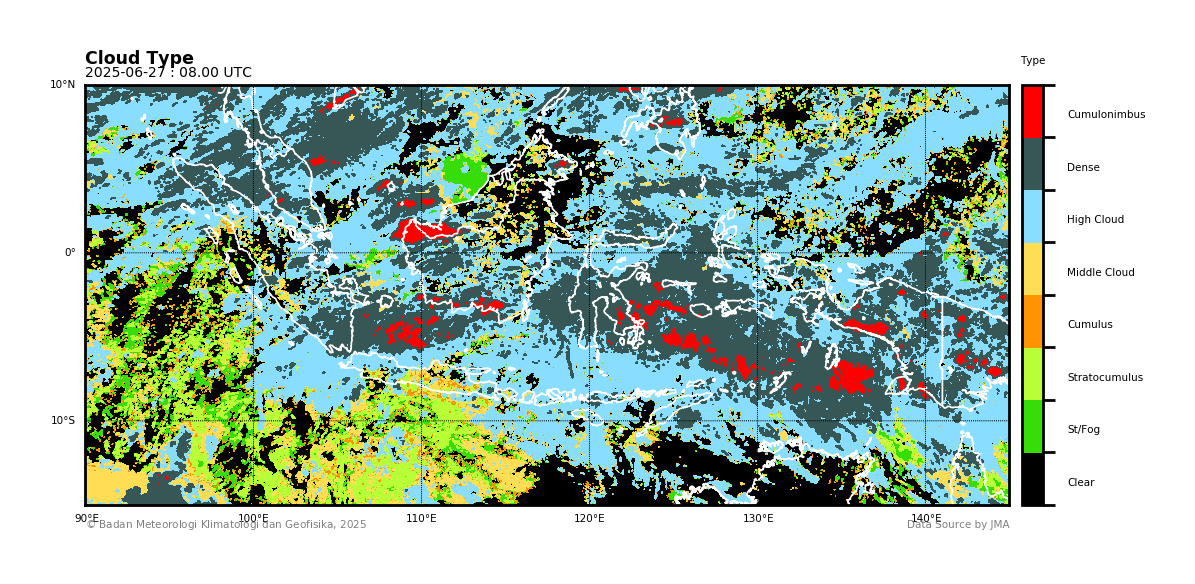 Cloud Type
2025-06-27 : 08.00 UTC
Type
10°N
0°
10°S
90°E
100°E
110°E
120°E
130°E
140°E
Cumulonimbus
Dense
High Cloud
Middle Cloud
Cumulus
Stratocumulus
St/Fog
Clear
© Badan Meteorologi Klimatologi dan Geofisika, 2025
Data Source by JMA